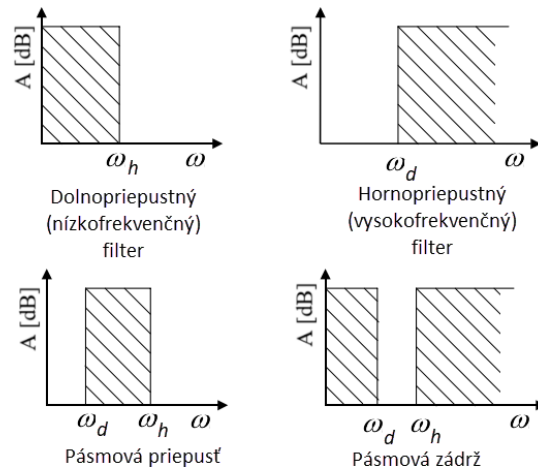 A [dB]
ω_h ω
Dolnopriepustný
(nízkofrekvenčný)
filter
A [dB]
ω_d ω
Hornopriepustný
(vysokofrekvenčný)
filter
A [dB]
ω_d ω_h ω
Pásmová priepusť
A [dB]
ω_d ω_h ω
Pásmová zádrž